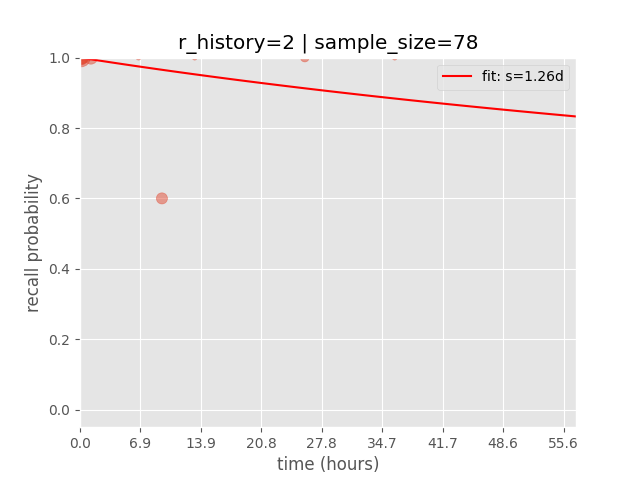 r_history=2 | sample_size=78
fit: s=1.26d
recall probability
1.0
0.8
0.6
0.4
0.2
0.0
0.0 6.9 13.9 20.8 27.8 34.7 41.7 48.6 55.6
time (hours)